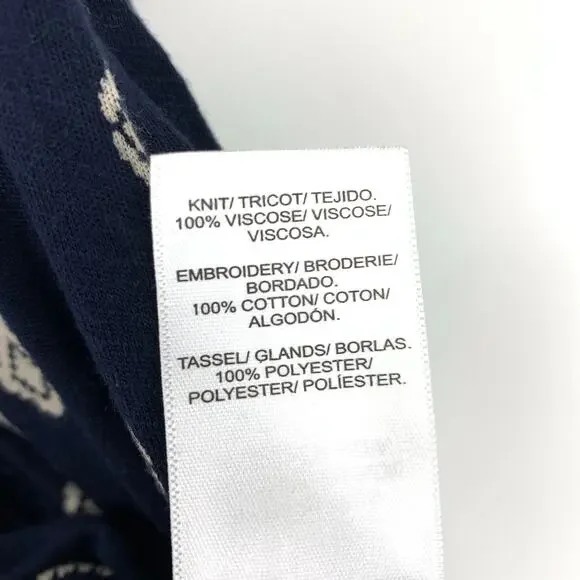 KNIT/ TRICOT/ TEJIDO.
100% VISCOSE/ VISCOSE/
VISCOSA.
EMBROIDERY/ BRODERIE/
BORDADO.
100% COTTON/ COTON/
ALGODÓN.
TASSEL/ GLANDS/ BORLAS.
100% POLYESTER/
POLYESTER/ POLÍESTER.